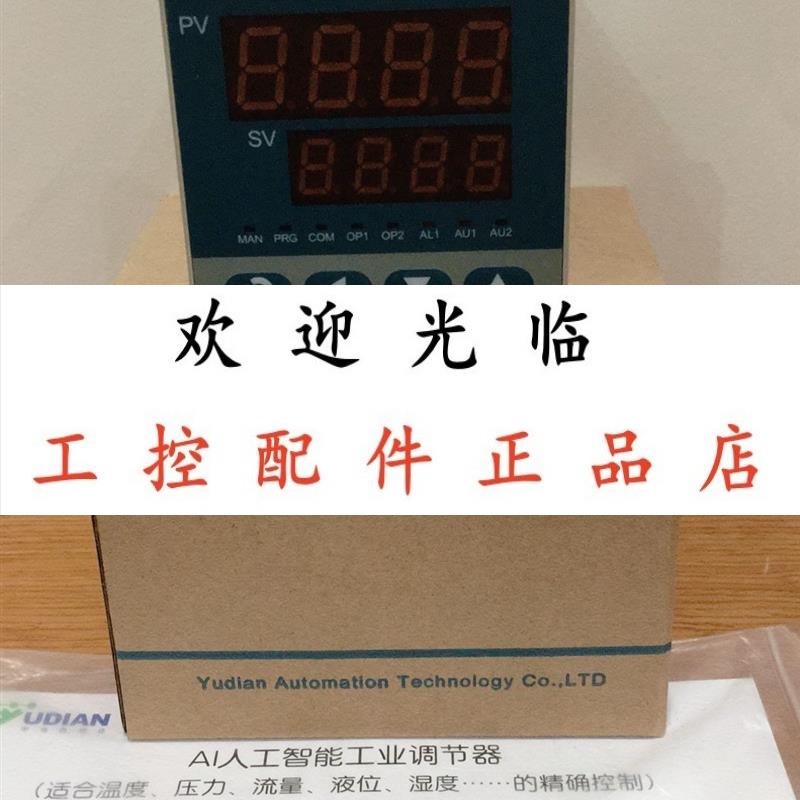 PV
8888
SV
8888
MAN PRG COM OP1 OP2 AL1 AU1 AU2
欢迎光临
工控配件正品店
Yudian Automation Technology Co.,LTD
YUDIAN
AI人工智能工业调节器
(适合温度、压力、流量、液位、湿度……的精确控制)